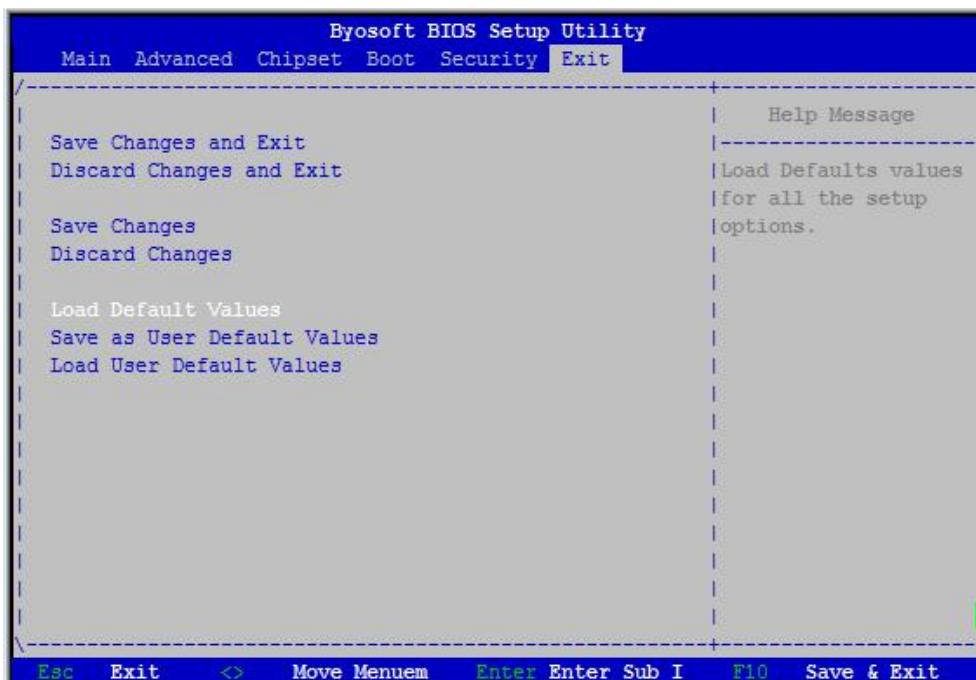 Byosoft BIOS Setup Utility
Main Advanced Chipset Boot Security Exit
Help Message
Save Changes and Exit
Discard Changes and Exit
Load Defaults values
for all the setup
options.
Save Changes
Discard Changes
Load Default Values
Save as User Default Values
Load User Default Values
Esc Exit <> Move Menuem Enter Enter Sub I F10 Save & Exit